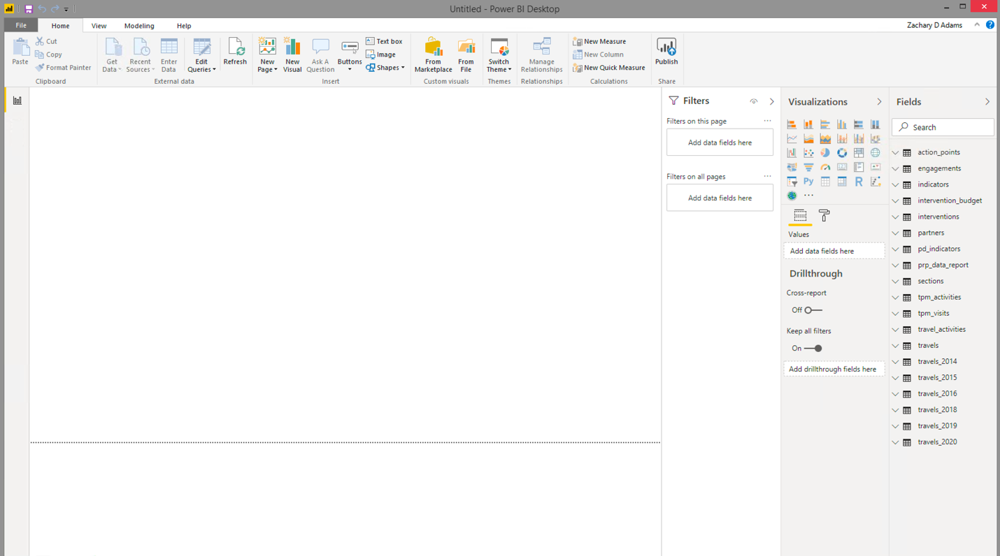 Untitled - Power BI Desktop
File Home View Modeling Help Zachary D Adams ?
Paste
Cut
Copy
Format Painter
Clipboard
Get Data
Recent Sources
Enter Data
Edit Queries
Refresh
External data
New Page
New Visual
Ask A Question
Buttons
Text box
Image
Shapes
Insert
From Marketplace
From File
Custom visuals
Switch Theme
Themes
Manage Relationships
Relationships
New Measure
New Column
New Quick Measure
Calculations
Publish
Share
Filters
Filters on this page
Add data fields here
Filters on all pages
Add data fields here
Visualizations
Py
R
Values
Add data fields here
Drillthrough
Cross-report
Off
Keep all filters
On
Add drillthrough fields here
Fields
Search
action_points
engagements
indicators
intervention_budget
interventions
partners
pd_indicators
prp_data_report
sections
tpm_activities
tpm_visits
travel_activities
travels
travels_2014
travels_2015
travels_2016
travels_2018
travels_2019
travels_2020